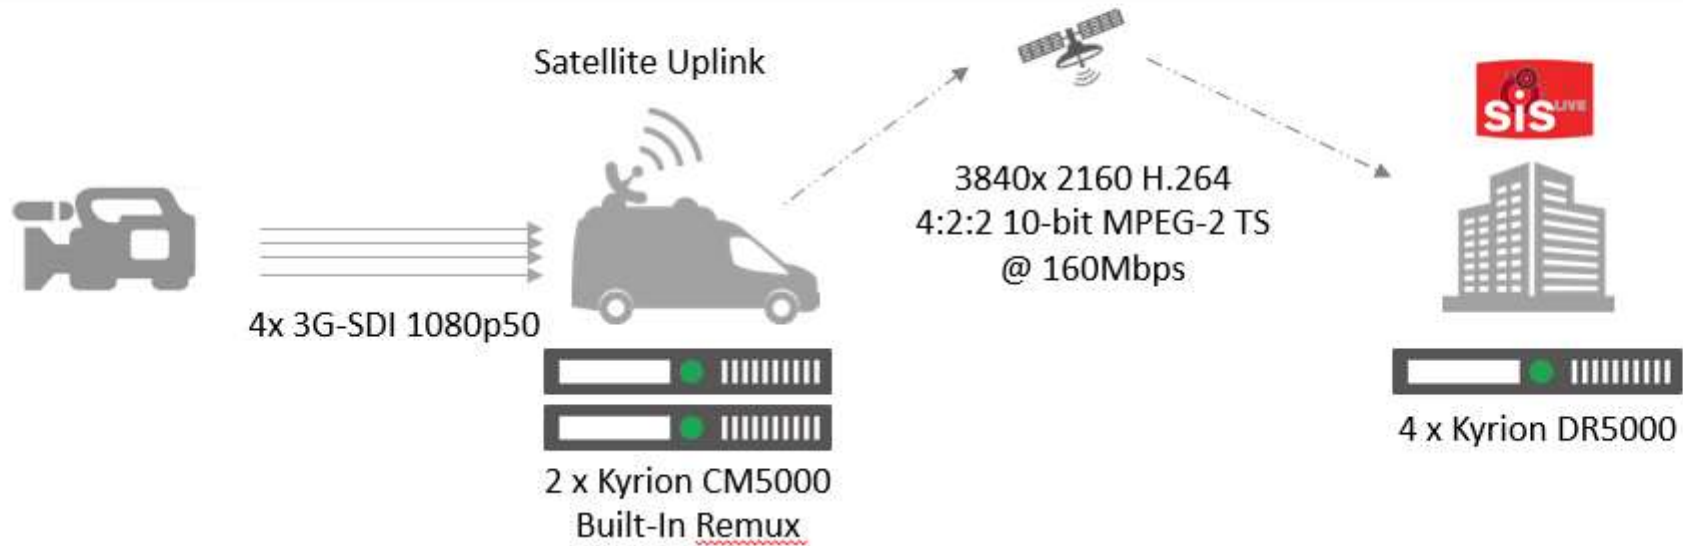 Satellite Uplink
SiS LIVE
3840x 2160 H.264
4:2:2 10-bit MPEG-2 TS
@ 160Mbps
4x 3G-SDI 1080p50
2 x Kyrion CM5000
Built-In Remux
4 x Kyrion DR5000